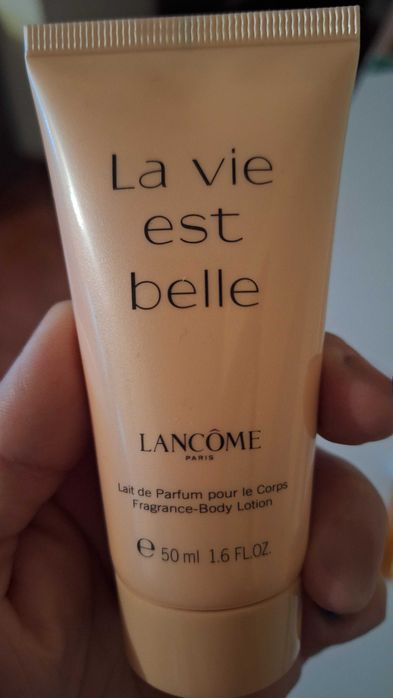 La vie
est
belle
LANCÔME
PARIS
Lait de Parfum pour le Corps
Fragrance-Body Lotion
℮ 50 ml 1.6 FL.OZ.